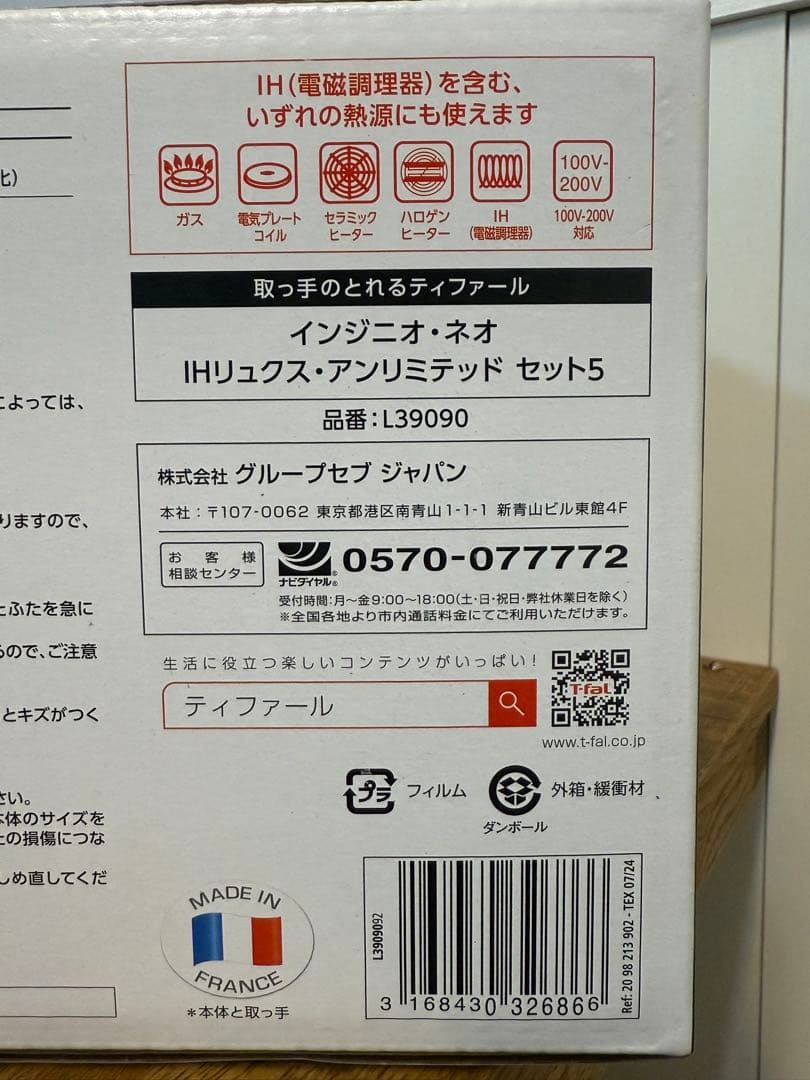 IH(電磁調理器)を含む、
いずれの熱源にも使えます
ガス
電気プレート
コイル
セラミック
ヒーター
ハロゲン
ヒーター
IH
(電磁調理器)
100V-
200V
100V-200V
対応
取っ手のとれるティファール
インジニオ・ネオ
IHリュクス・アンリミテッド セット5
品番:L39090
株式会社 グループセブ ジャパン
本社:〒107-0062 東京都港区南青山1-1-1 新青山ビル東館4F
お客様
相談センター
ナビダイヤル®
0570-077772
受付時間:月〜金9:00〜18:00(土・日・祝日・弊社休業日を除く)
※全国各地より市内通話料金にてご利用いただけます。
生活に役立つ楽しいコンテンツがいっぱい!
ティファール
T-fal
www.t-fal.co.jp
プラ
フィルム
外箱・緩衝材
ダンボール
MADE IN
FRANCE
*本体と取っ手
L3909092
3 168430 326866
Ref: 20 98 213 902 - TEX 07/24
によっては、
りますので、
ふたを急に
ので、ご注意
とキズがつく
さい。
体のサイズを
の損傷につな
しめ直してくだ